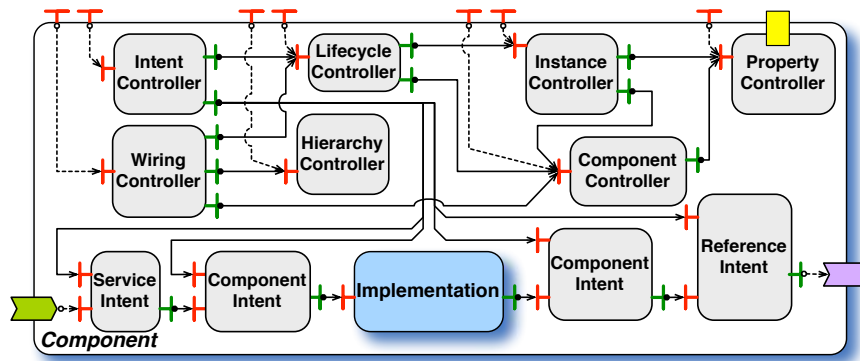 Intent
Controller
Lifecycle
Controller
Instance
Controller
Property
Controller
Wiring
Controller
Hierarchy
Controller
Component
Controller
Service
Intent
Component
Intent
Implementation
Component
Intent
Reference
Intent
Component